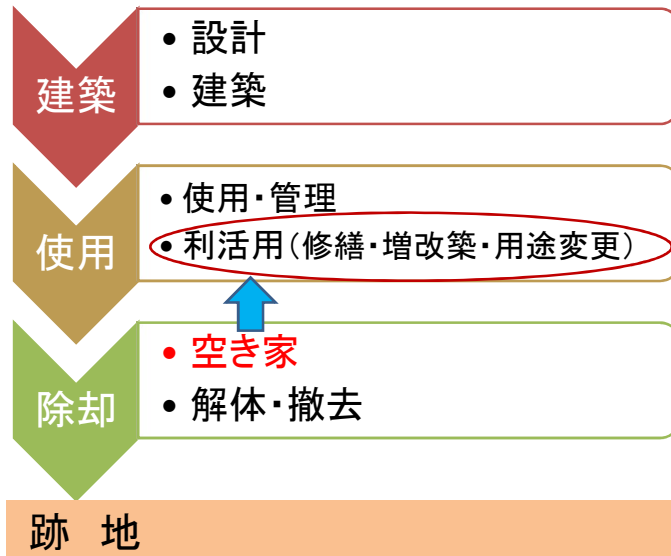 建築
• 設計
• 建築
使用
• 使用・管理
• 利活用（修繕・増改築・用途変更）
除却
• 空き家
• 解体・撤去
跡 地